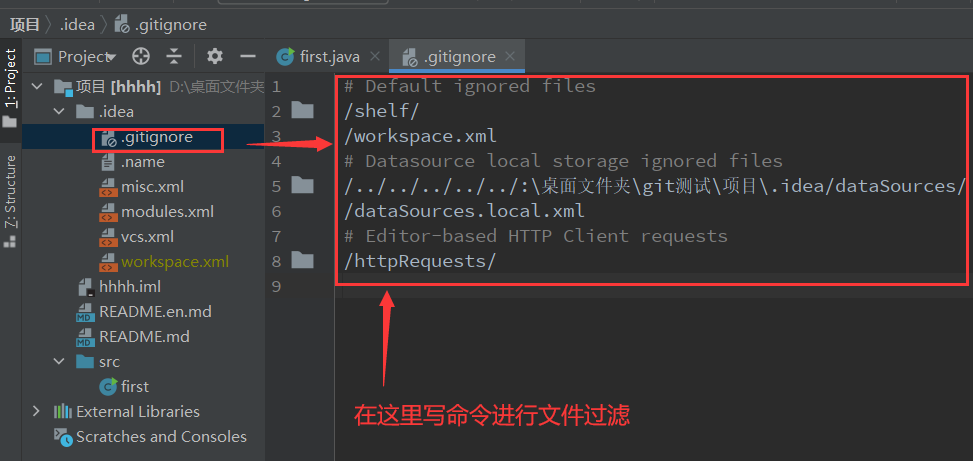 项目 .idea .gitignore
Project
first.java
.gitignore
1: Project
Z: Structure
项目 [hhhh] D:\桌面文件夹
.idea
.gitignore
.name
misc.xml
modules.xml
vcs.xml
workspace.xml
hhhh.iml
README.en.md
README.md
src
first
External Libraries
Scratches and Consoles
1 # Default ignored files
2 /shelf/
3 /workspace.xml
4 # Datasource local storage ignored files
5 /../../../../../:\桌面文件夹\git测试\项目\.idea/dataSources/
6 /dataSources.local.xml
7 # Editor-based HTTP Client requests
8 /httpRequests/
9
在这里写命令进行文件过滤